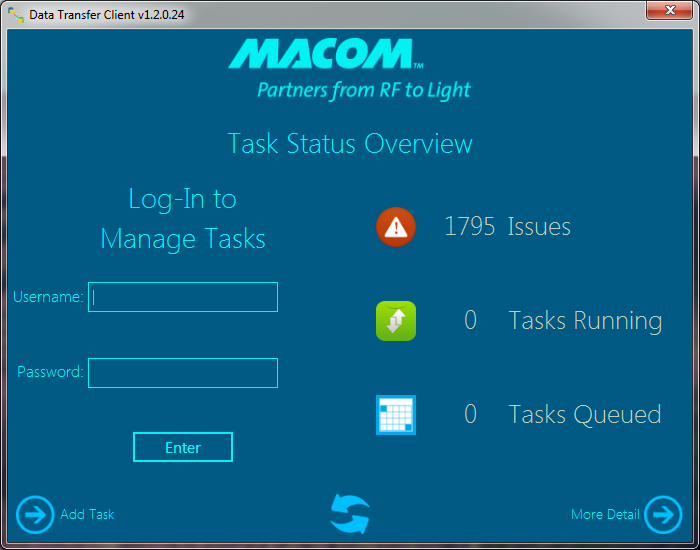 Data Transfer Client v1.2.0.24
MACOM™
Partners from RF to Light
Task Status Overview
Log-In to
Manage Tasks
Username:
Password:
Enter
1795 Issues
0 Tasks Running
0 Tasks Queued
Add Task
More Detail